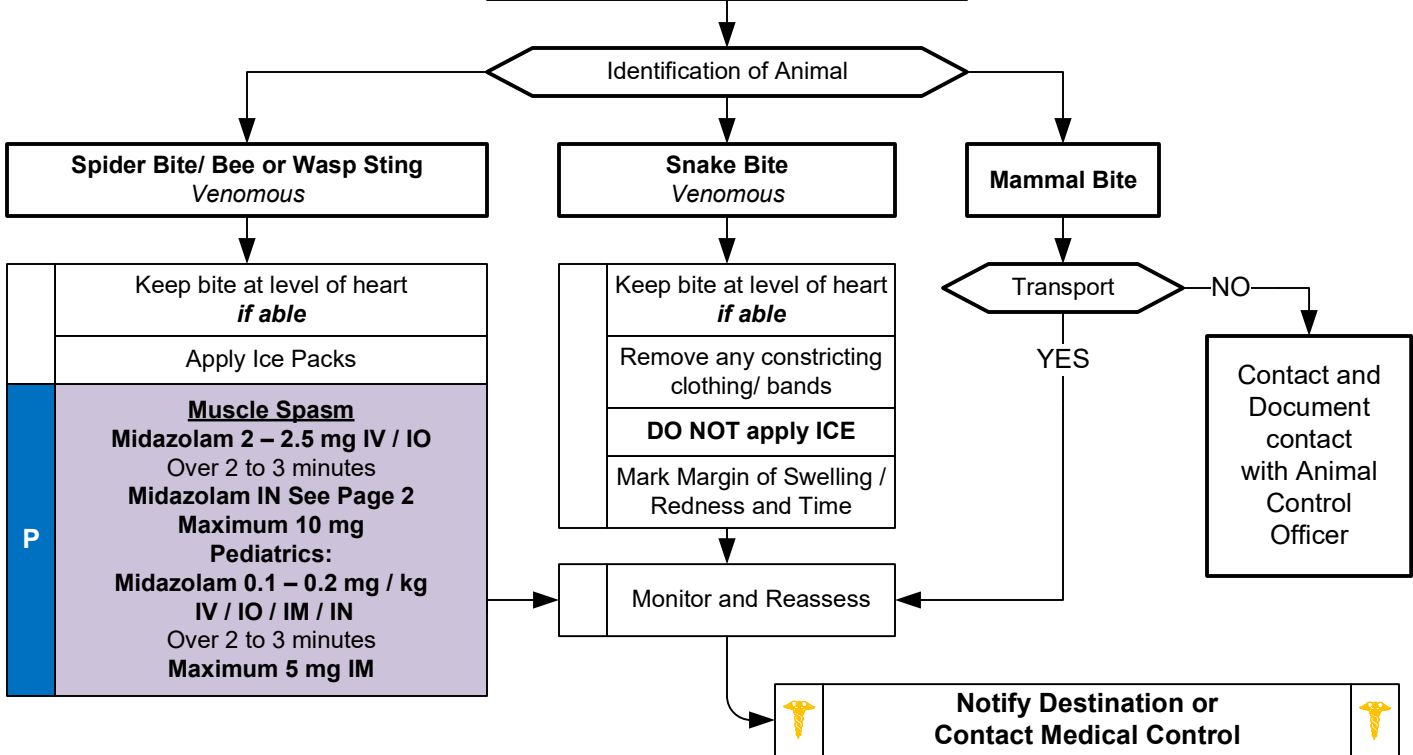 Identification of Animal
Spider Bite/ Bee or Wasp Sting
Venomous
Keep bite at level of heart
if able
Apply Ice Packs
P
Muscle Spasm
Midazolam 2 – 2.5 mg IV / IO
Over 2 to 3 minutes
Midazolam IN See Page 2
Maximum 10 mg
Pediatrics:
Midazolam 0.1 – 0.2 mg / kg
IV / IO / IM / IN
Over 2 to 3 minutes
Maximum 5 mg IM
Snake Bite
Venomous
Keep bite at level of heart
if able
Remove any constricting
clothing/ bands
DO NOT apply ICE
Mark Margin of Swelling /
Redness and Time
Mammal Bite
Transport
NO
YES
Contact and
Document
contact
with Animal
Control
Officer
Monitor and Reassess
Notify Destination or
Contact Medical Control